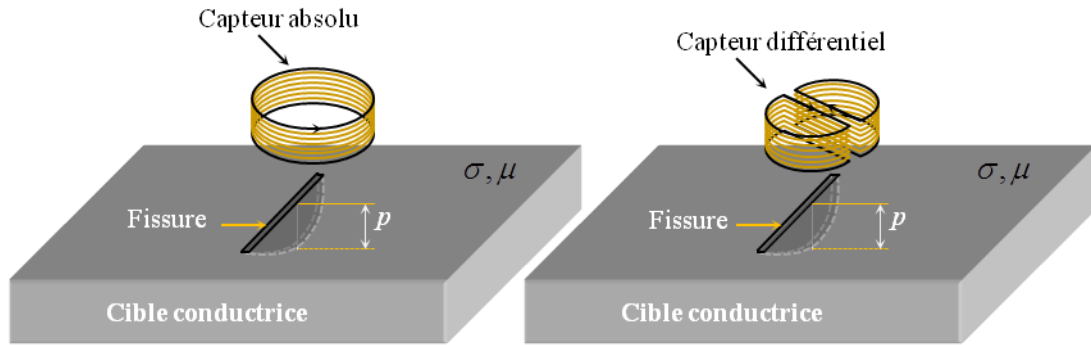 Capteur absolu
σ, μ
Fissure
p
Cible conductrice
Capteur différentiel
σ, μ
Fissure
p
Cible conductrice